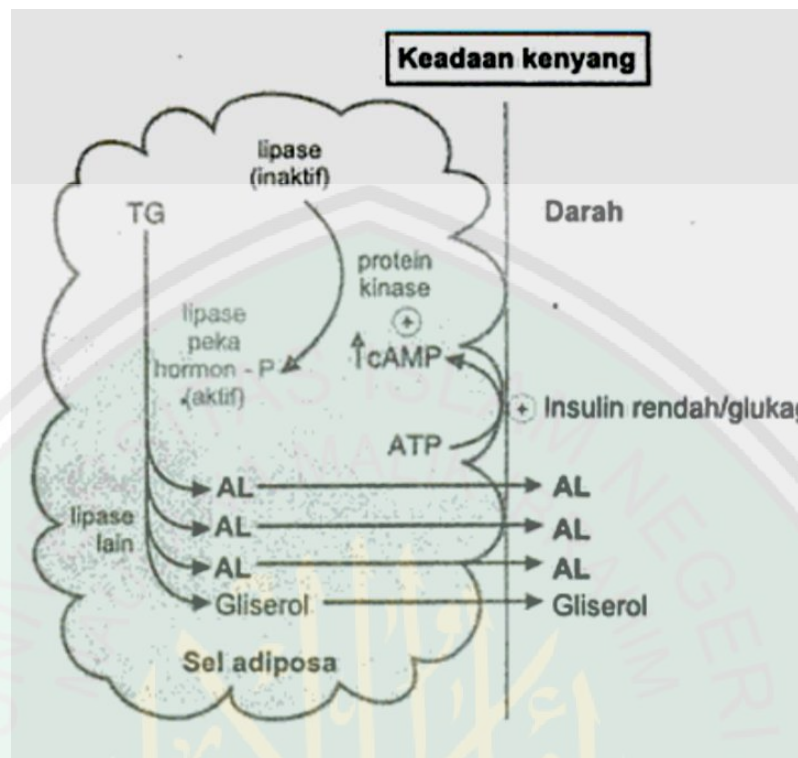 Keadaan kenyang
lipase
(inaktif)
TG
Darah
protein
kinase
+
lipase
peka
hormon - P
(aktif)
↑cAMP
+ Insulin rendah/glukag
ATP
AL
AL
AL
AL
lipase
lain
AL
AL
Gliserol
Gliserol
Sel adiposa